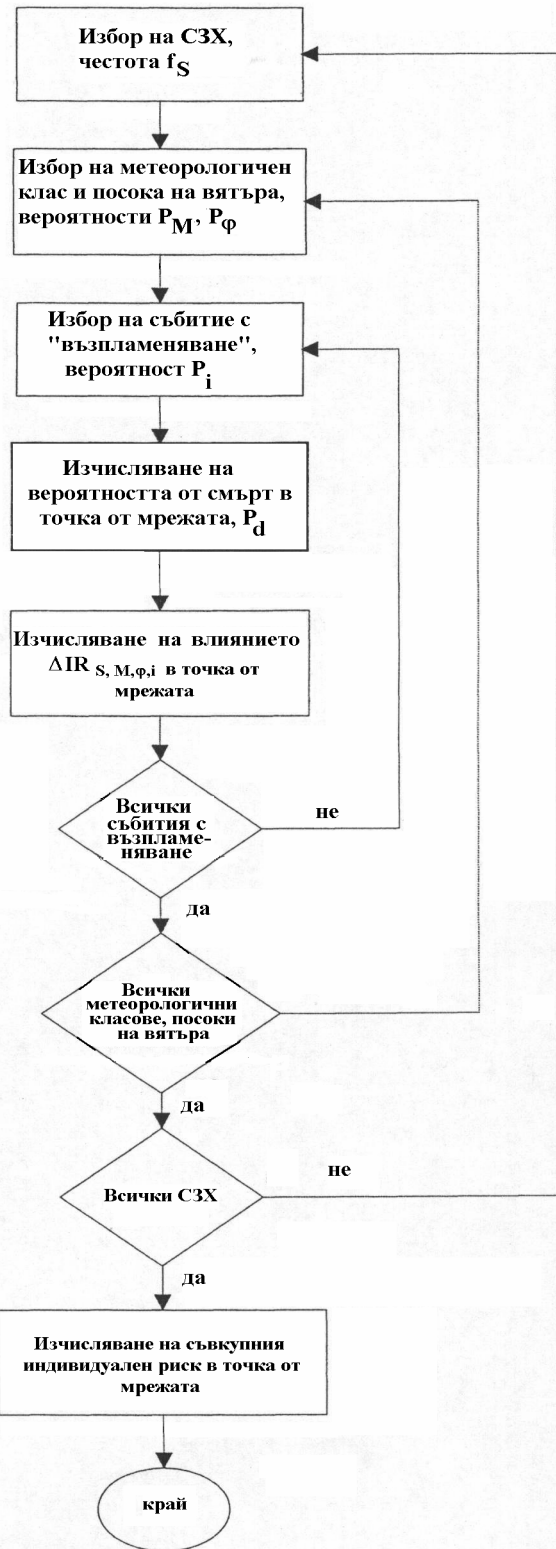 Избор на СЗХ,
честота fS
Избор на метеорологичен
клас и посока на вятъра,
вероятности PM, Pφ
Избор на събитие с
"възпламеняване",
вероятност Pi
Изчисляване на
вероятността от смърт в
точка от мрежата, Pd
Изчисляване на влиянието
ΔIR S, M,φ,i в точка от
мрежата
Всички
събития с
възпламе-
няване
не
да
Всички
метеорологични
класове, посоки
на вятъра
да
Всички СЗХ
не
да
Изчисляване на съвкупния
индивидуален риск в точка от
мрежата
край